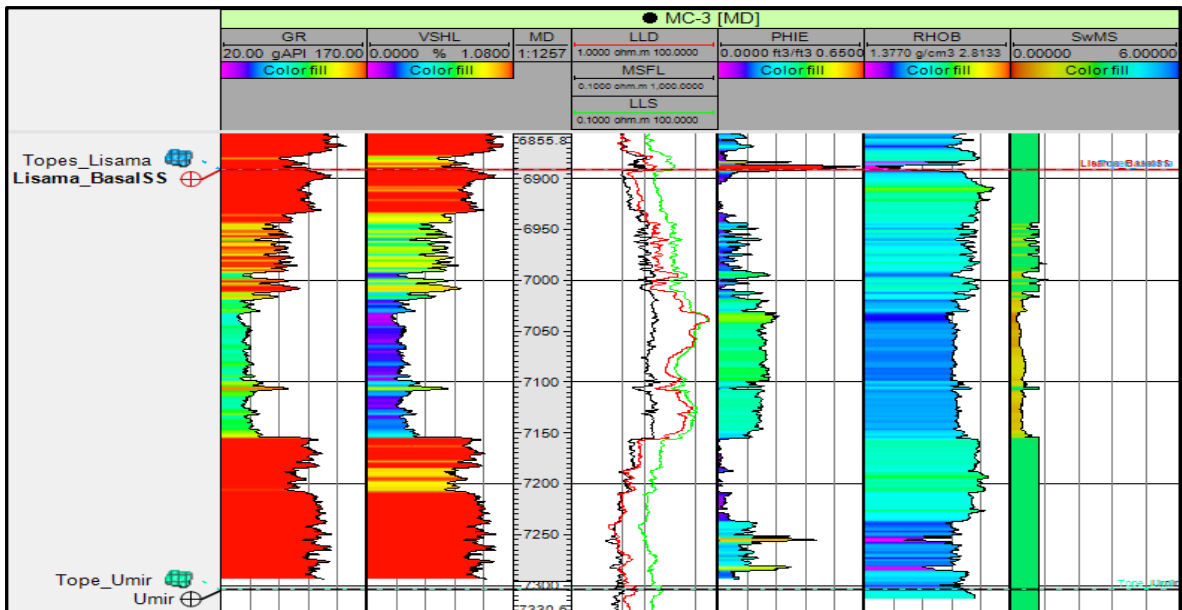 MC-3 [MD]
GR VSHL MD LLD PHIE RHOB SwMS
20.00 gAPI 170.00 0.0000 % 1.0800 1:1257 1.0000 ohm.m 100.0000 0.0000 ft3/ft3 0.6500 1.3770 g/cm3 2.8133 0.00000 6.00000
Color fill Color fill MSFL Color fill Color fill Color fill
0.1000 ohm.m 1,000.0000
LLS
0.1000 ohm.m 100.0000
6855.8
Topes_Lisama
Lisama_BasalSS
6900
6950
7000
7050
7100
7150
7200
7250
Tope_Umir
7300
Tope_Umir
Umir
7330.6